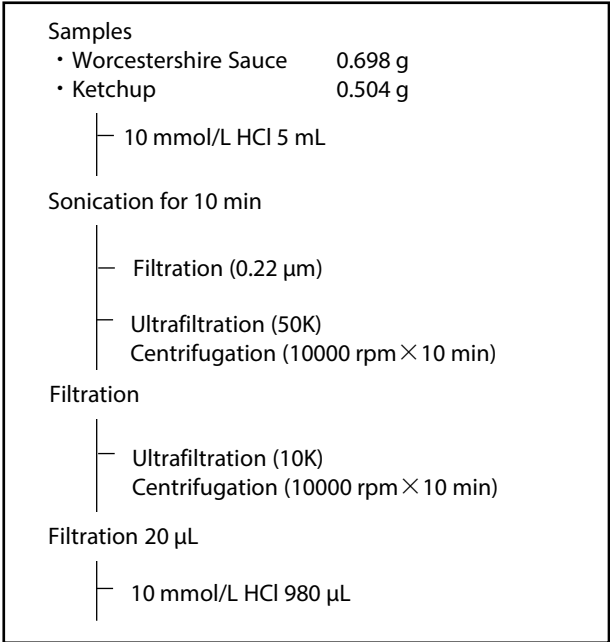 Samples
・Worcestershire Sauce 0.698 g
・Ketchup 0.504 g
10 mmol/L HCl 5 mL
Sonication for 10 min
Filtration (0.22 μm)
Ultrafiltration (50K)
Centrifugation (10000 rpm×10 min)
Filtration
Ultrafiltration (10K)
Centrifugation (10000 rpm×10 min)
Filtration 20 μL
10 mmol/L HCl 980 μL